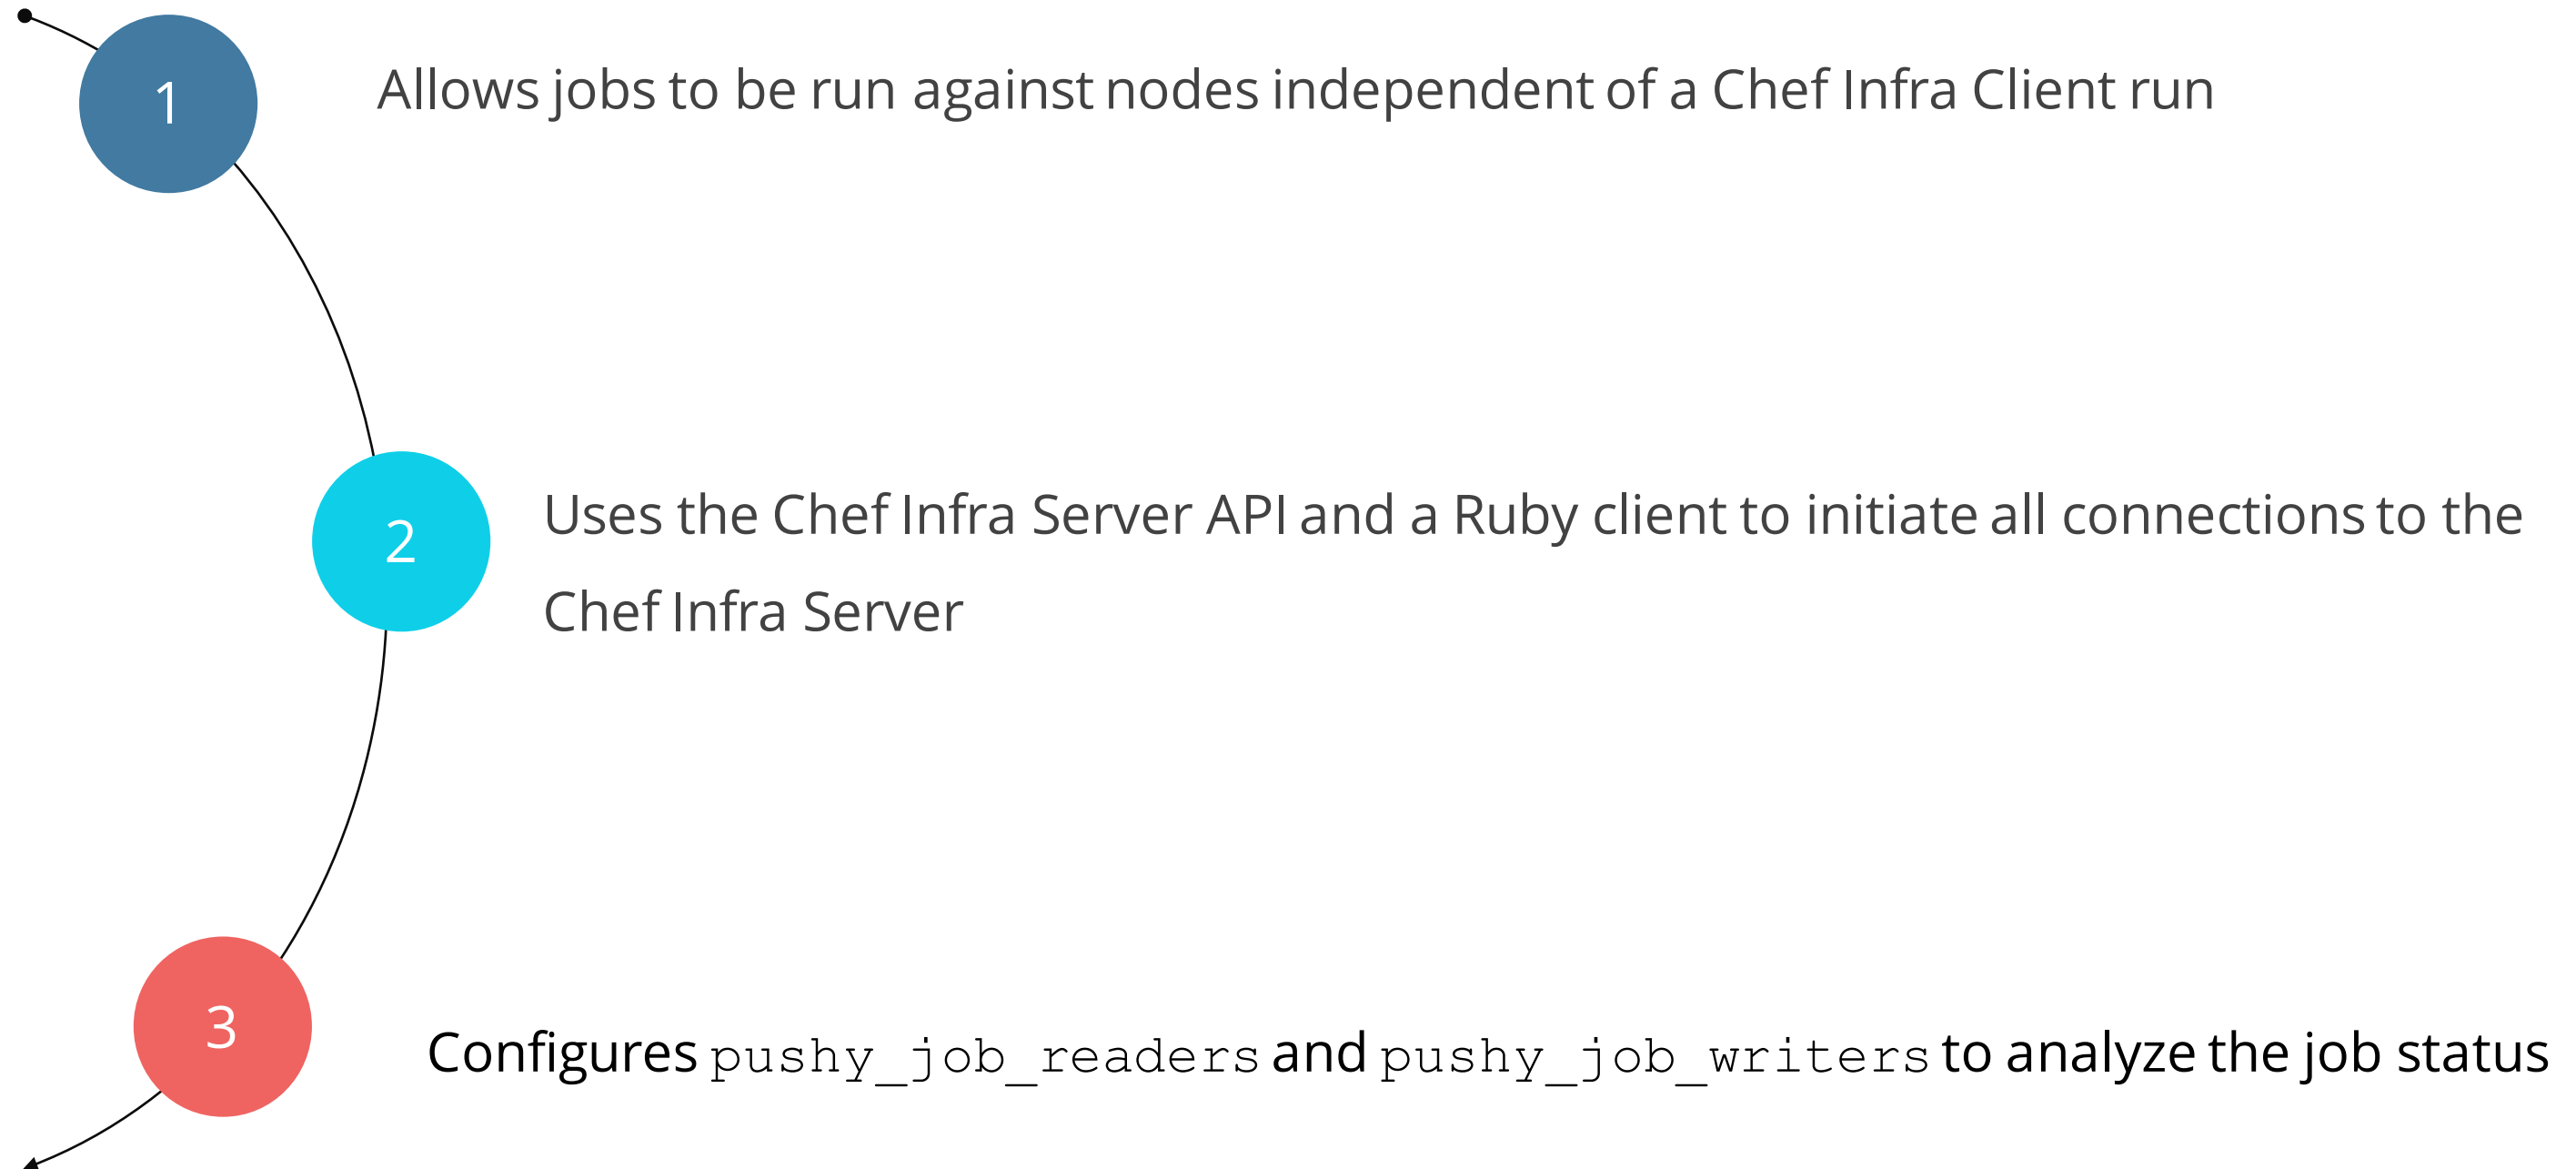 1
Allows jobs to be run against nodes independent of a Chef Infra Client run
2
Uses the Chef Infra Server API and a Ruby client to initiate all connections to the
Chef Infra Server
3
Configures pushy_job_readers and pushy_job_writers to analyze the job status